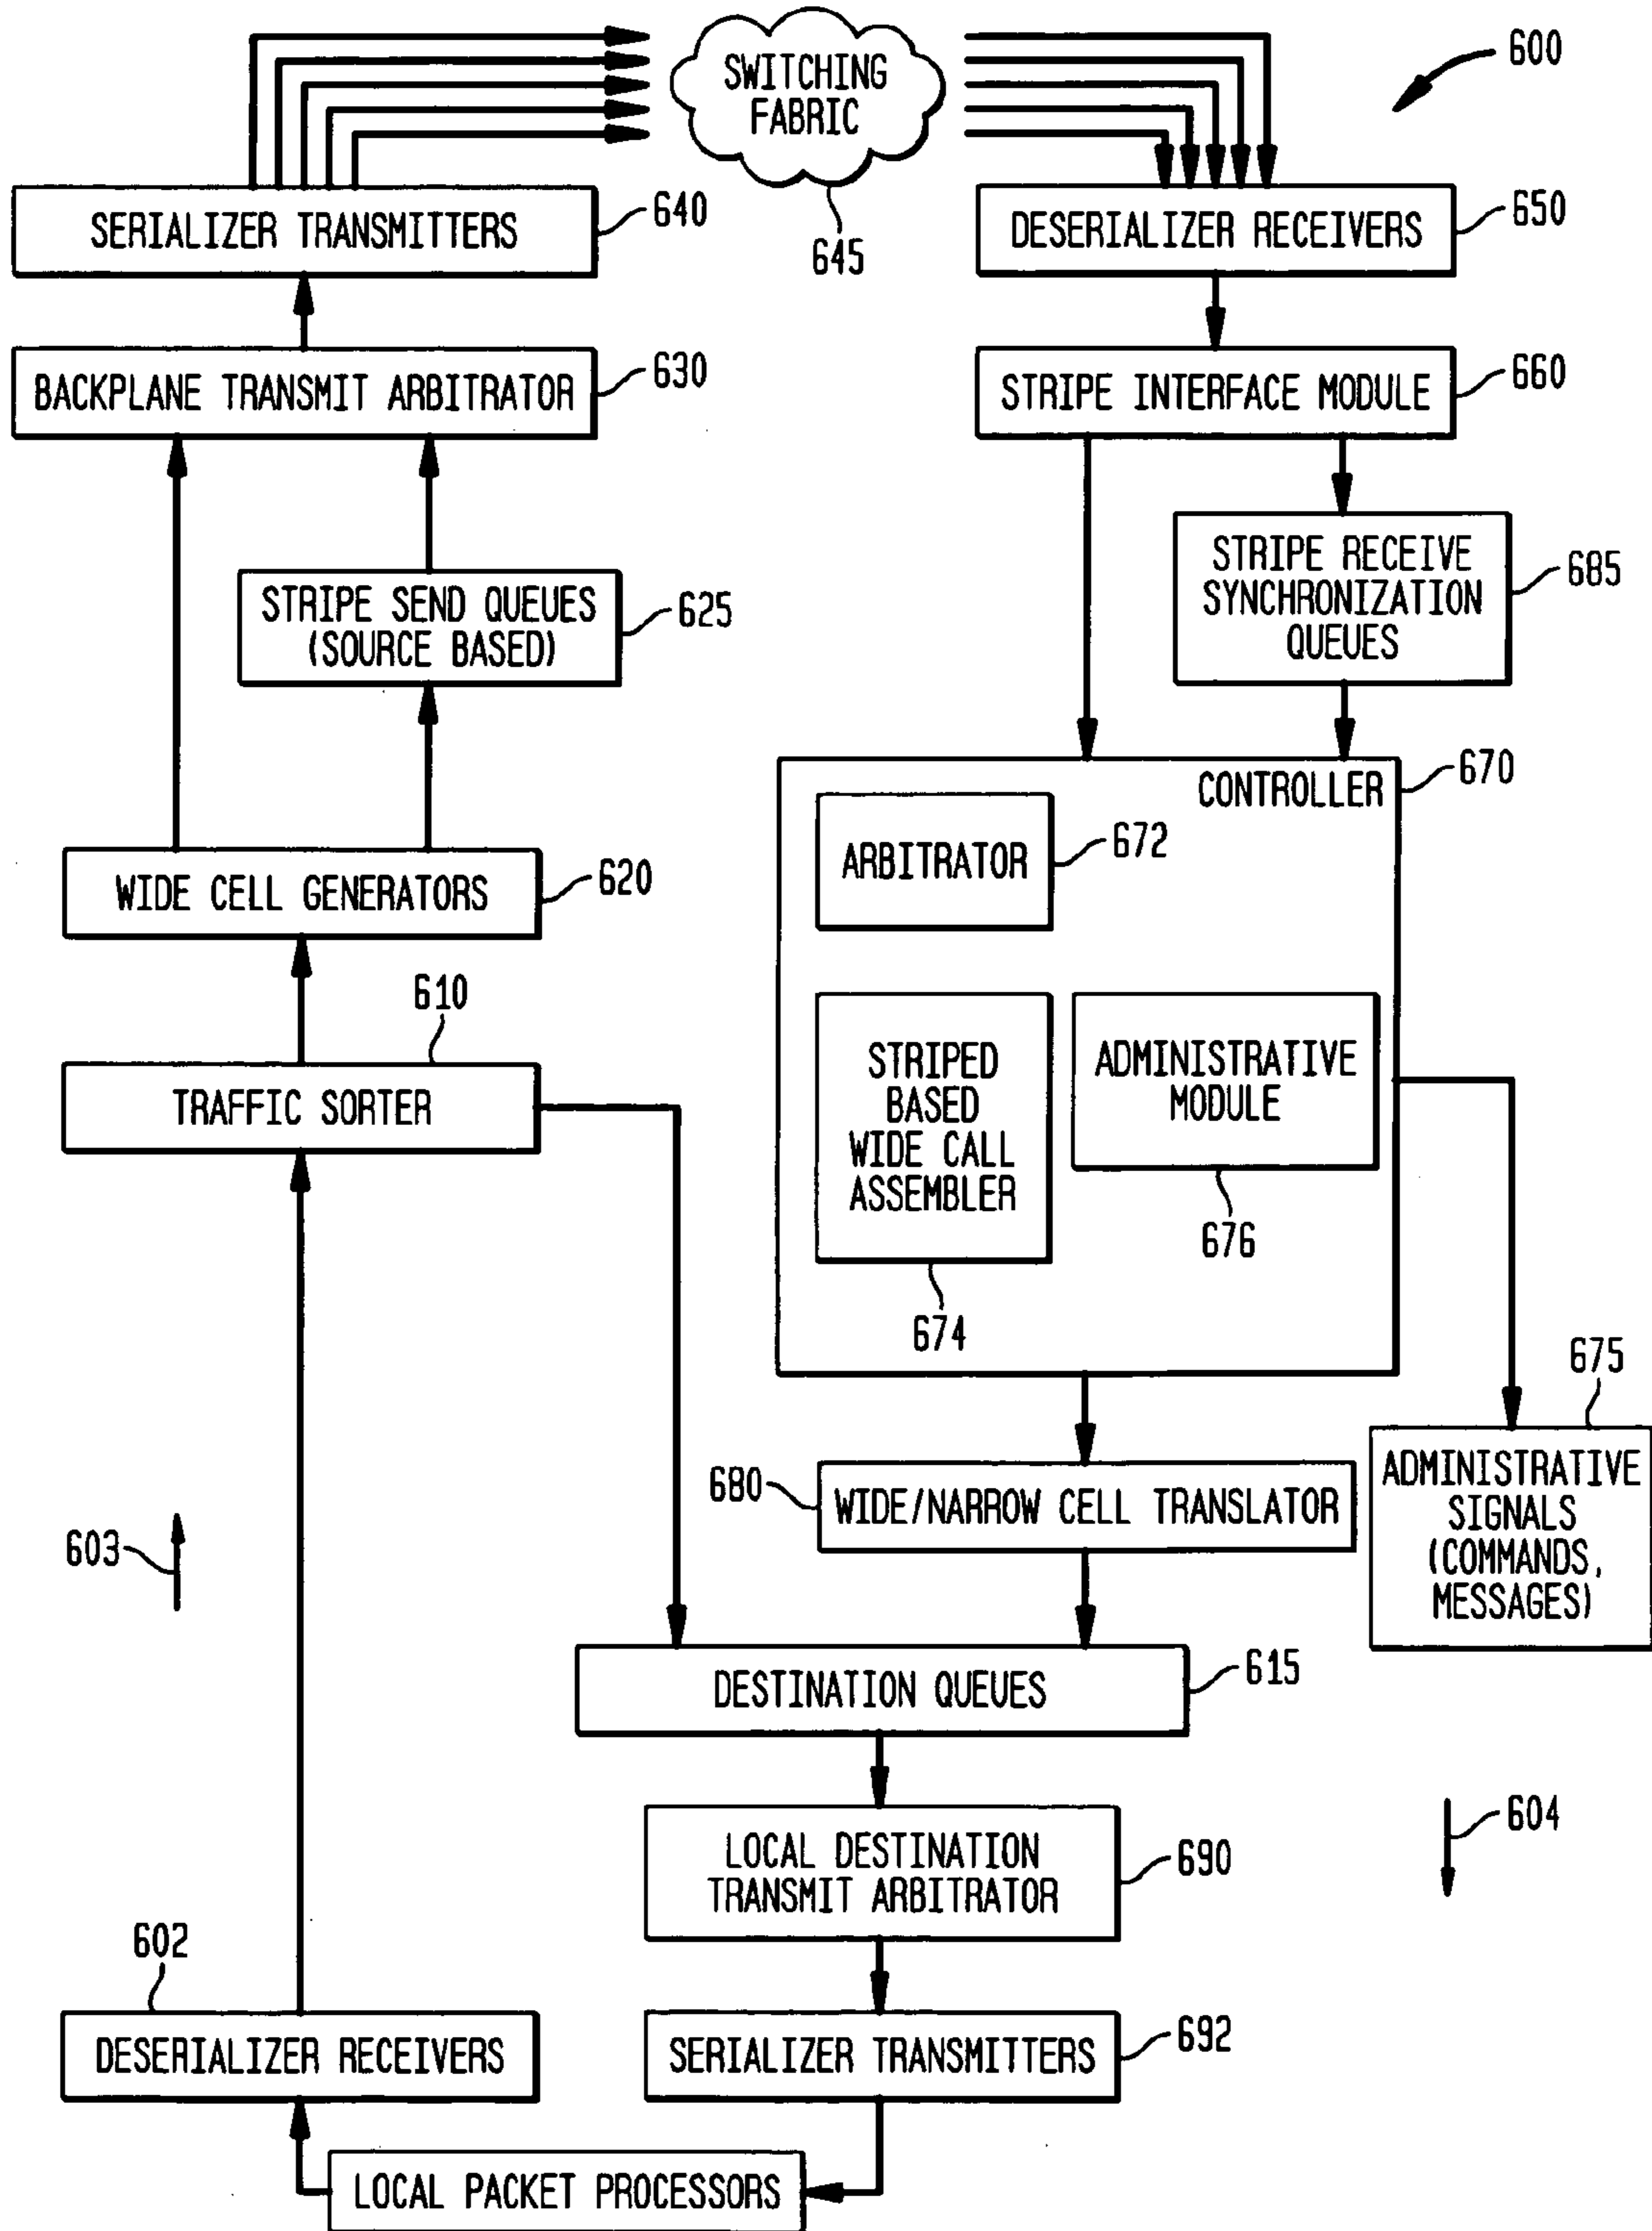 SWITCHING
FABRIC
600
645
SERIALIZER TRANSMITTERS
640
DESERIALIZER RECEIVERS
650
BACKPLANE TRANSMIT ARBITRATOR
630
STRIPE INTERFACE MODULE
660
STRIPE SEND QUEUES
(SOURCE BASED)
625
STRIPE RECEIVE
SYNCHRONIZATION
QUEUES
685
CONTROLLER
670
ARBITRATOR
672
WIDE CELL GENERATORS
620
610
TRAFFIC SORTER
STRIPED
BASED
WIDE CALL
ASSEMBLER
674
ADMINISTRATIVE
MODULE
676
675
ADMINISTRATIVE
SIGNALS
(COMMANDS,
MESSAGES)
680
WIDE/NARROW CELL TRANSLATOR
603
DESTINATION QUEUES
615
604
LOCAL DESTINATION
TRANSMIT ARBITRATOR
690
602
DESERIALIZER RECEIVERS
SERIALIZER TRANSMITTERS
692
LOCAL PACKET PROCESSORS